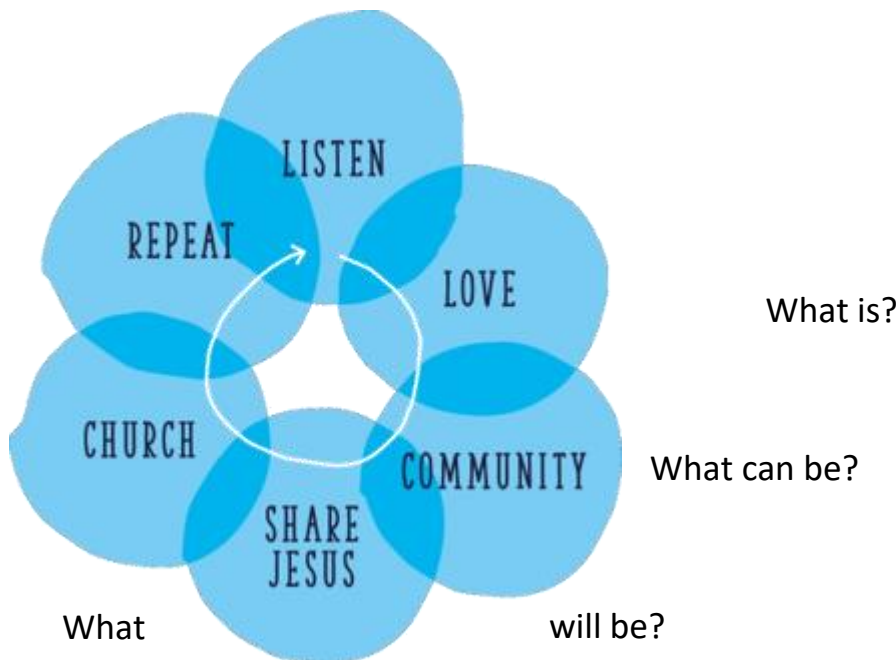 LISTEN
REPEAT
LOVE
What is?
CHURCH
COMMUNITY
What can be?
SHARE
JESUS
What will be?